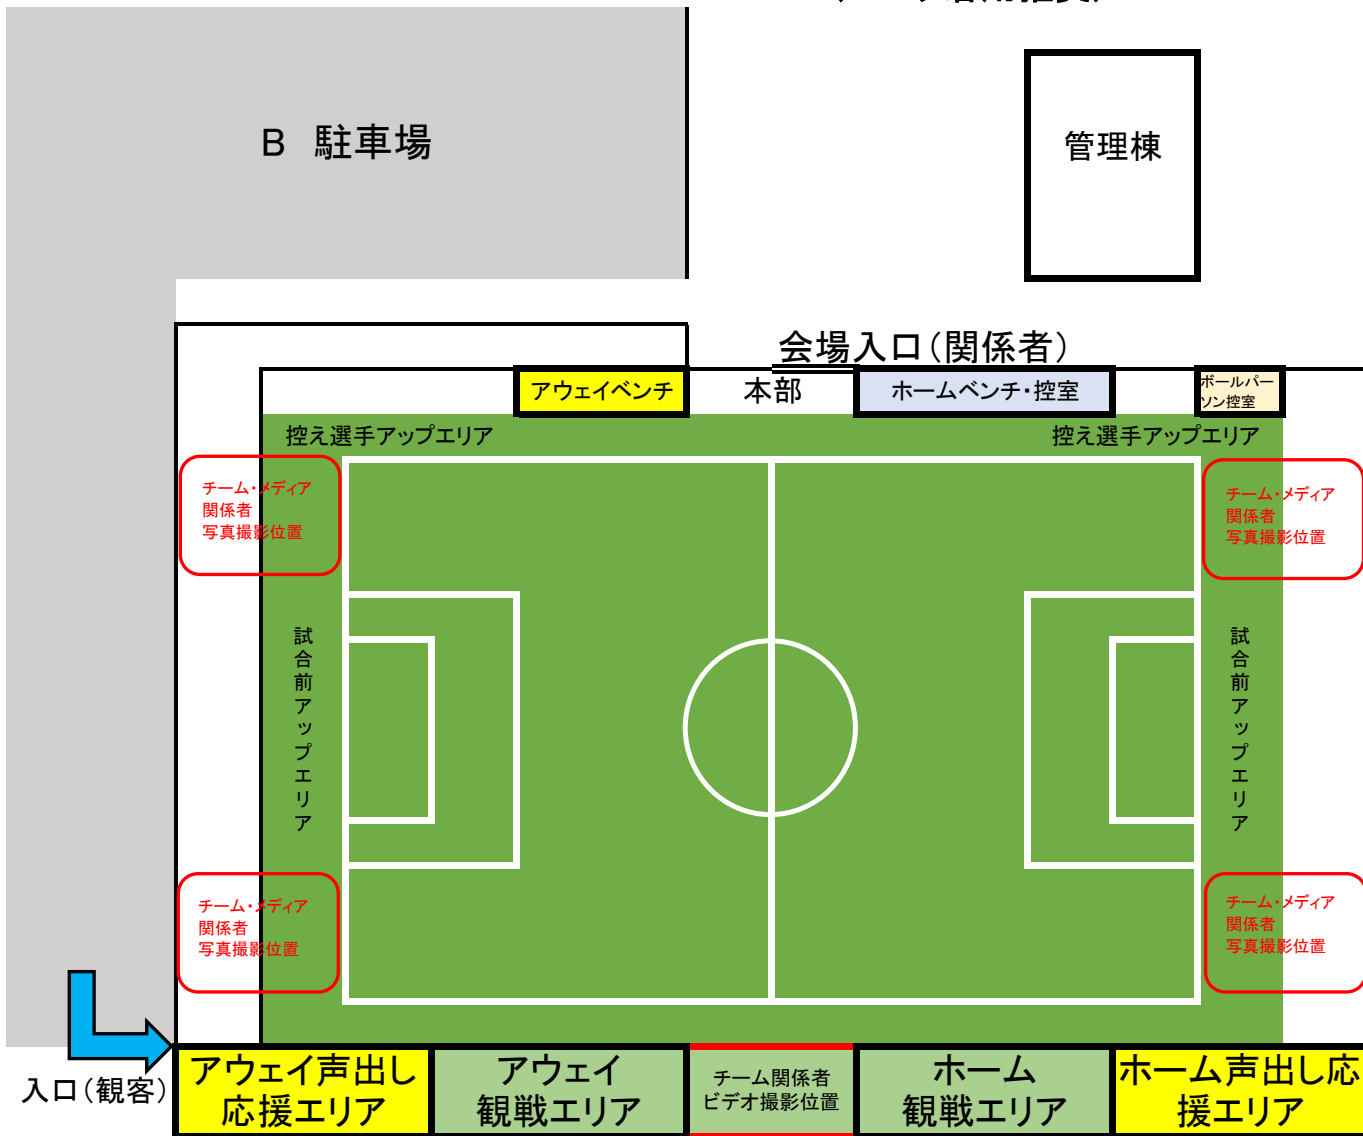 B 駐車場
管理棟
会場入口(関係者)
アウェイベンチ
本部
ホームベンチ・控室
ボールパー
ソン控室
控え選手アップエリア
控え選手アップエリア
チーム・メディア
関係者
写真撮影位置
チーム・メディア
関係者
写真撮影位置
試合前アップエリア
試合前アップエリア
チーム・メディア
関係者
写真撮影位置
チーム・メディア
関係者
写真撮影位置
入口(観客)
アウェイ声出し
応援エリア
アウェイ
観戦エリア
チーム関係者
ビデオ撮影位置
ホーム
観戦エリア
ホーム声出し応
援エリア